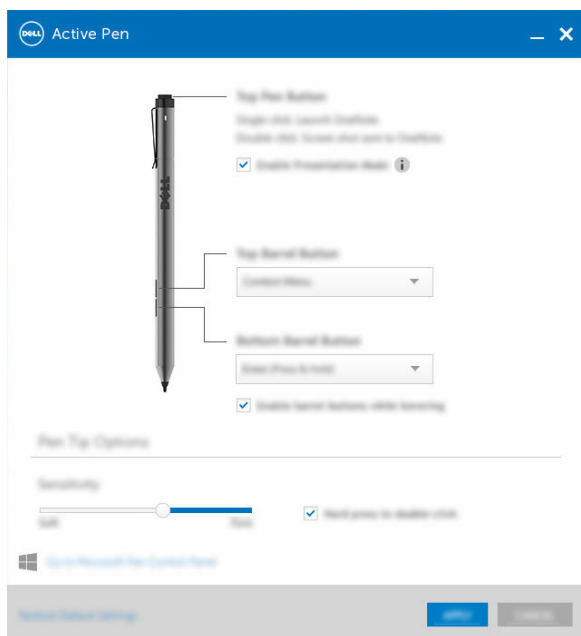 DELL Active Pen
DELL
Top Pen Button
Single-click: Launch OneNote
Double-click: Screen shot sent to OneNote
Enable Presentation Mode
Top Barrel Button
Context Menu
Bottom Barrel Button
Erase (Press & hold)
Enable barrel buttons while hovering
Pen Tip Options
Sensitivity
Soft
Firm
Hard press to double-click
Go to Microsoft Pen Control Panel
Restore Default Settings
APPLY
CANCEL